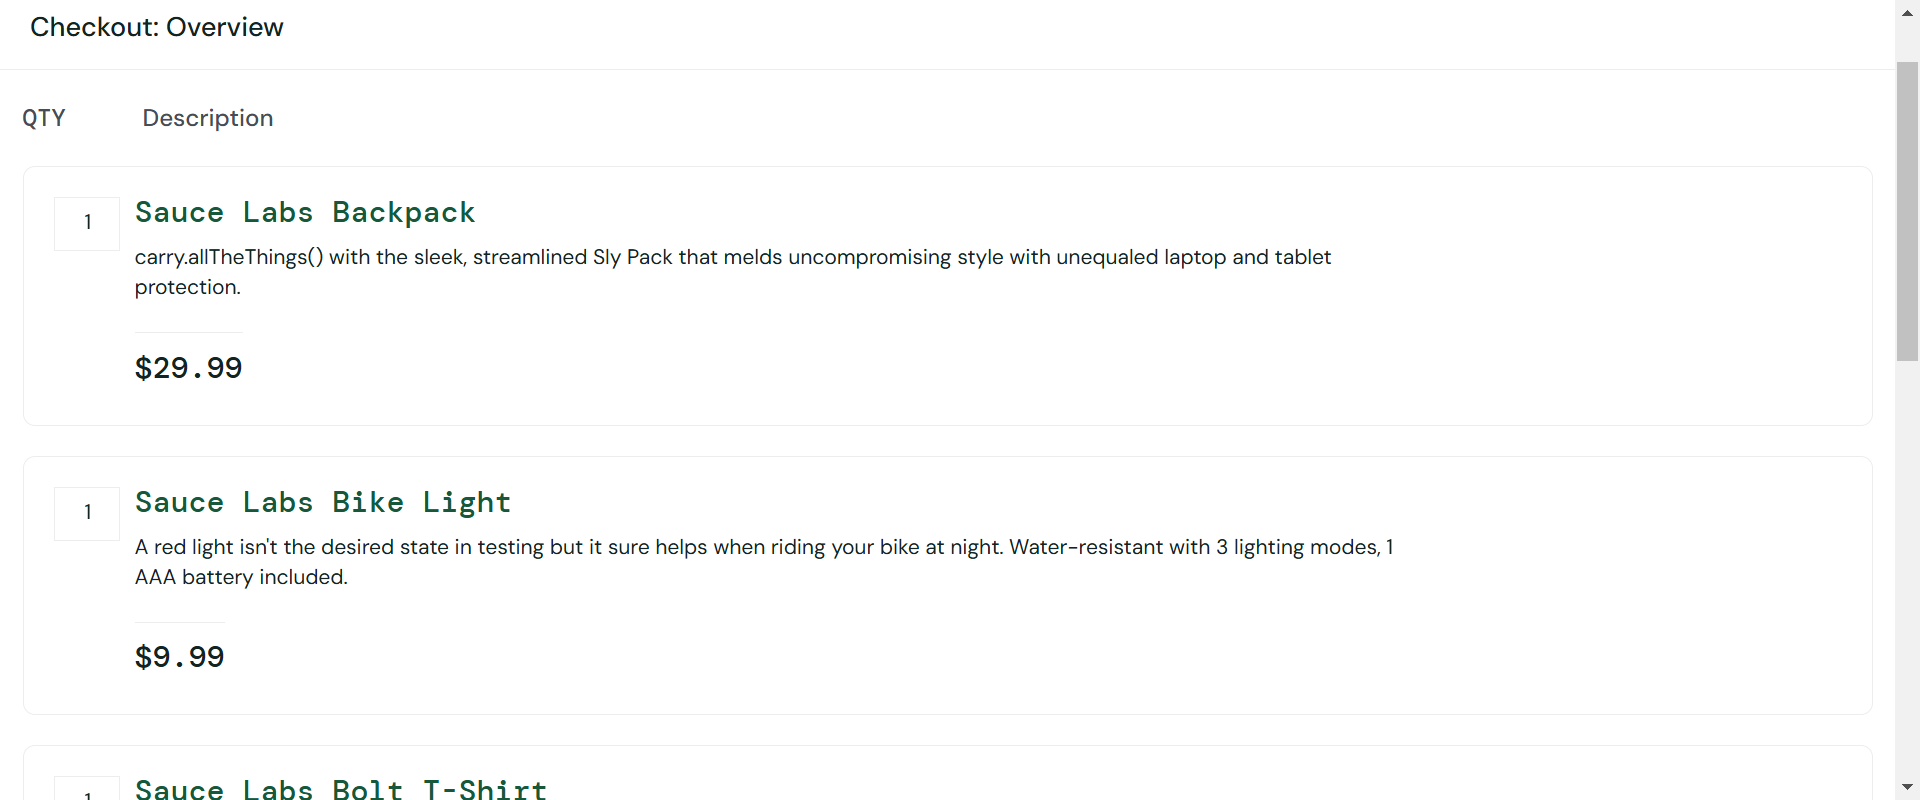 Checkout: Overview
QTY Description
1 Sauce Labs Backpack
carry.allTheThings() with the sleek, streamlined Sly Pack that melds uncompromising style with unequaled laptop and tablet
protection.
$29.99
1 Sauce Labs Bike Light
A red light isn't the desired state in testing but it sure helps when riding your bike at night. Water-resistant with 3 lighting modes, 1
AAA battery included.
$9.99
1 Sauce Labs Bolt T-Shirt